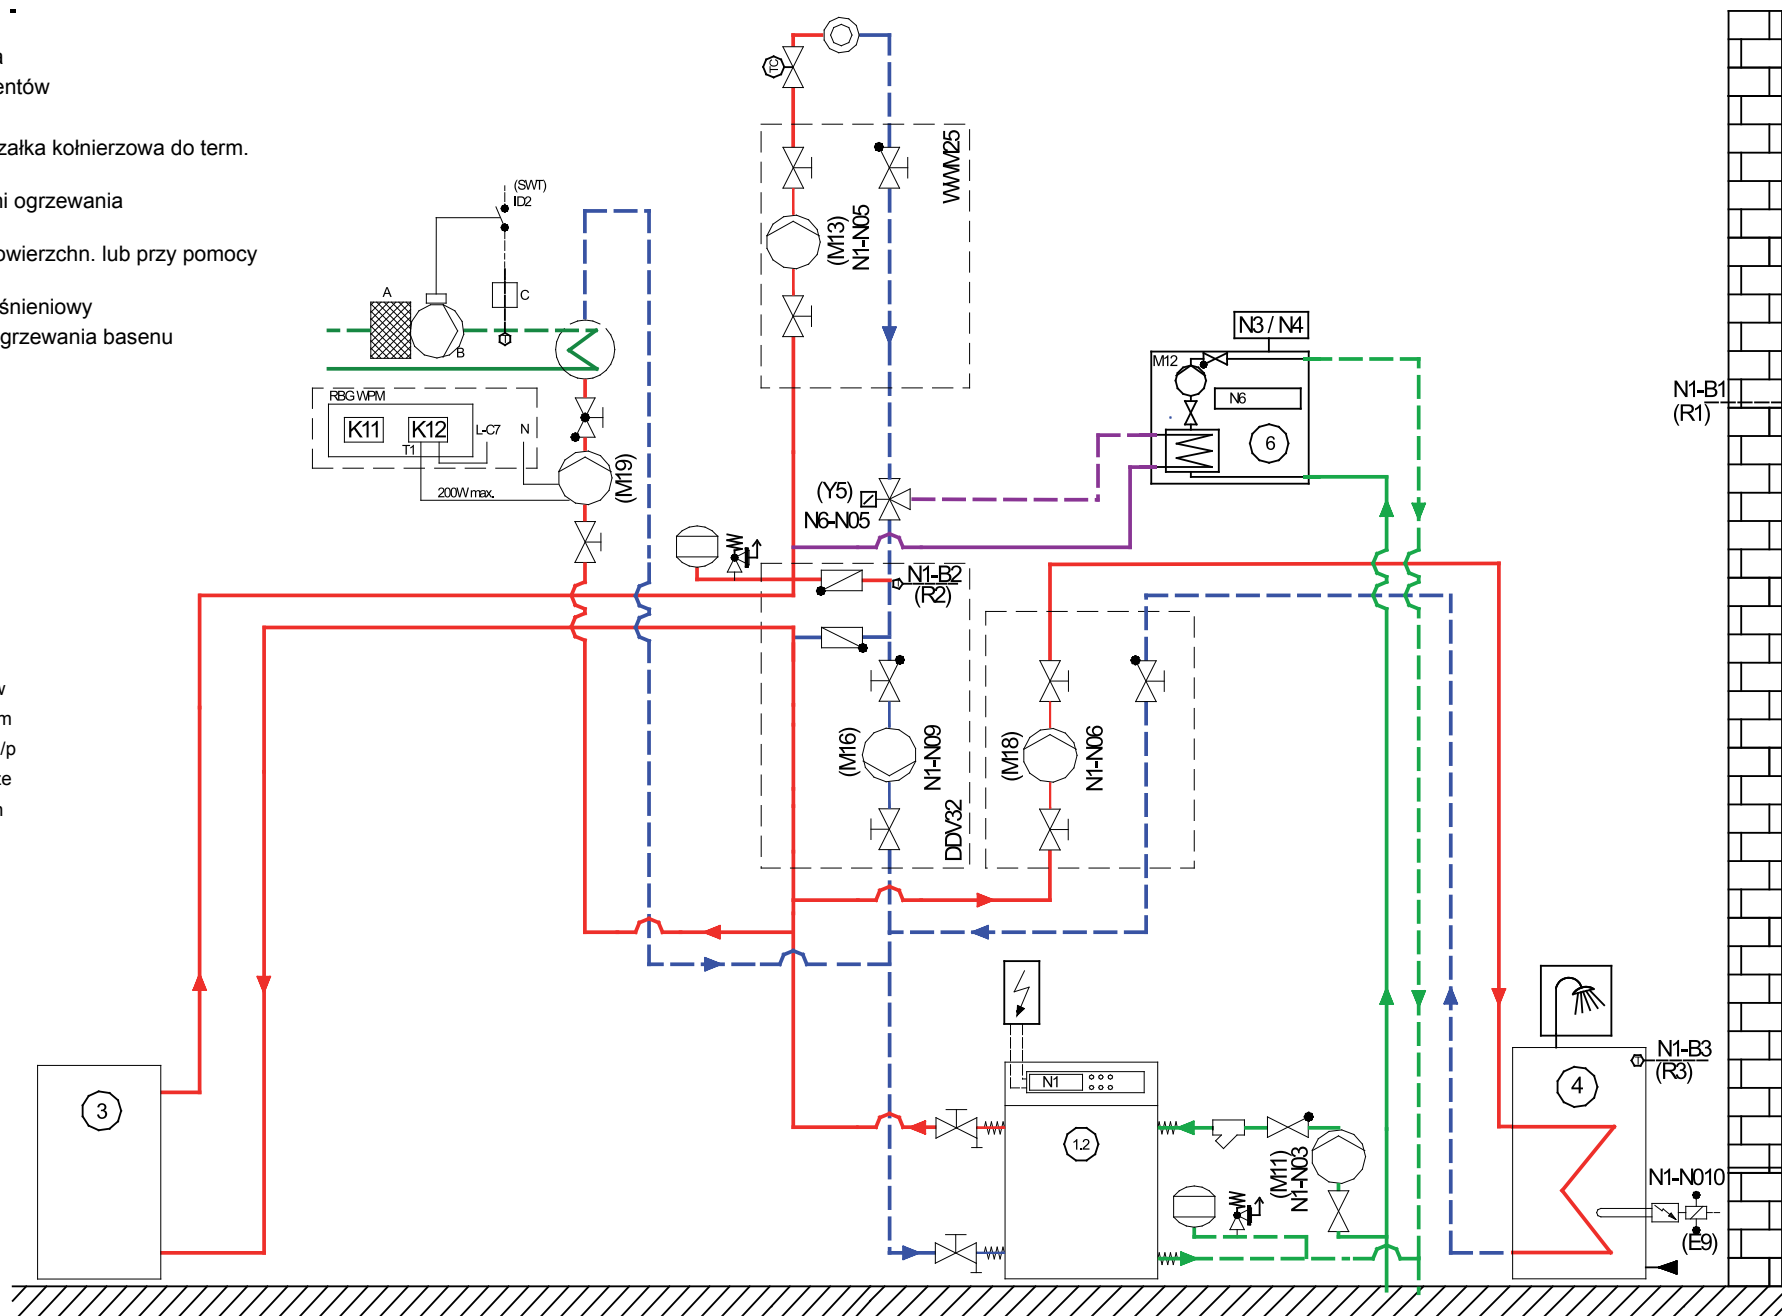 entów
załka kołnierzowa do term.
ni ogrzewania
owierzchn. lub przy pomocy
śnieniowy
grzewania basenu
m
/p
że
TC
WWM25
(M13)
N1-N05
(SWT)
ID2
A
B
C
RBG WPM
K11
K12
L-C7
N
T1
200W max.
(M19)
(Y5)
N6-N05
N3 / N4
M12
N6
6
N1-B1
(R1)
N1-B2
(R2)
(M16)
N1-N09
DDV32
(M18)
N1-N06
N1
1.2
(M11)
N1-N03
3
4
N1-B3
(R3)
N1-N010
(E9)